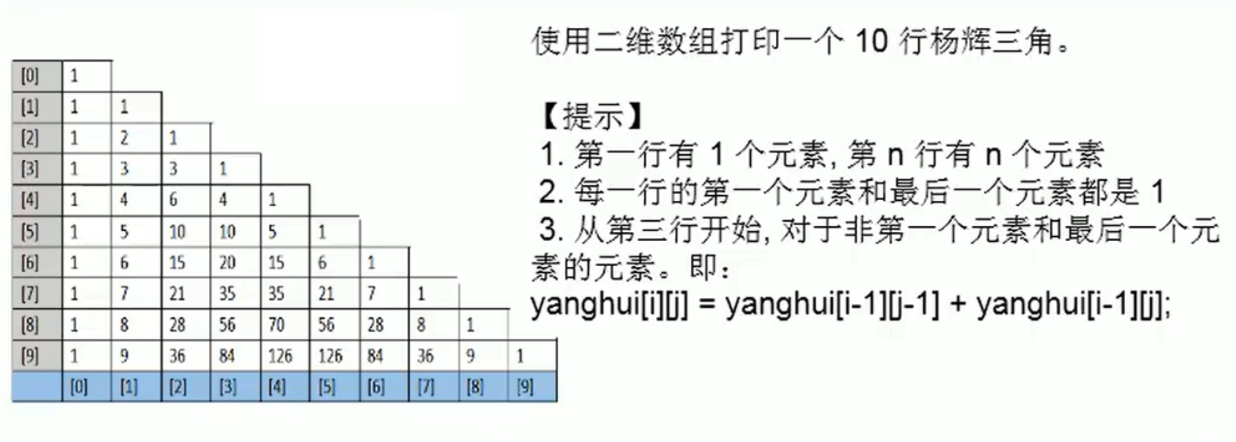 使用二维数组打印一个 10 行杨辉三角。
【提示】
1. 第一行有 1 个元素, 第 n 行有 n 个元素
2. 每一行的第一个元素和最后一个元素都是 1
3. 从第三行开始, 对于非第一个元素和最后一个元
素的元素。即：
yanghui[i][j] = yanghui[i-1][j-1] + yanghui[i-1][j];
[0] 1
[1] 1 1
[2] 1 2 1
[3] 1 3 3 1
[4] 1 4 6 4 1
[5] 1 5 10 10 5 1
[6] 1 6 15 20 15 6 1
[7] 1 7 21 35 35 21 7 1
[8] 1 8 28 56 70 56 28 8 1
[9] 1 9 36 84 126 126 84 36 9 1
[0] [1] [2] [3] [4] [5] [6] [7] [8] [9]